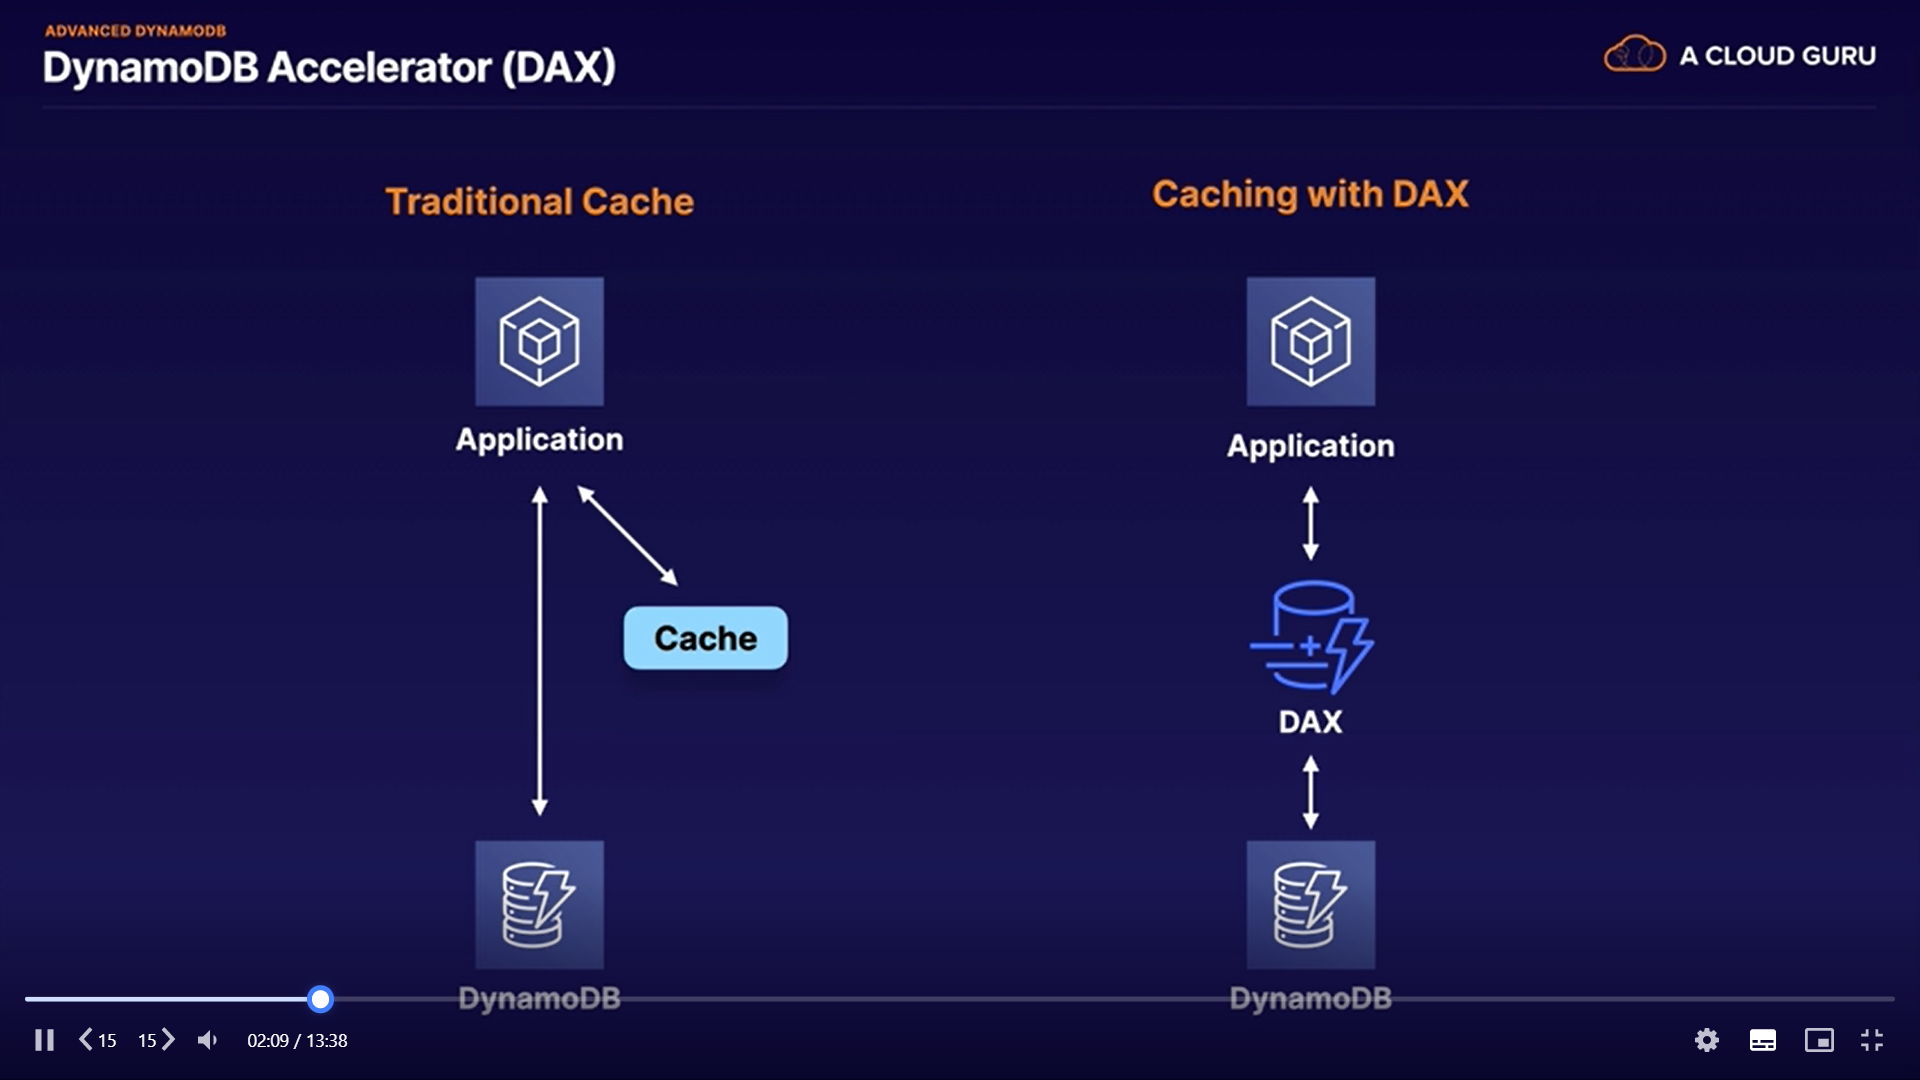 ADVANCED DYNAMODB
DynamoDB Accelerator (DAX)
A CLOUD GURU
Traditional Cache
Caching with DAX
Application
Application
Cache
DAX
DynamoDB
DynamoDB
15
15
02:09 / 13:38